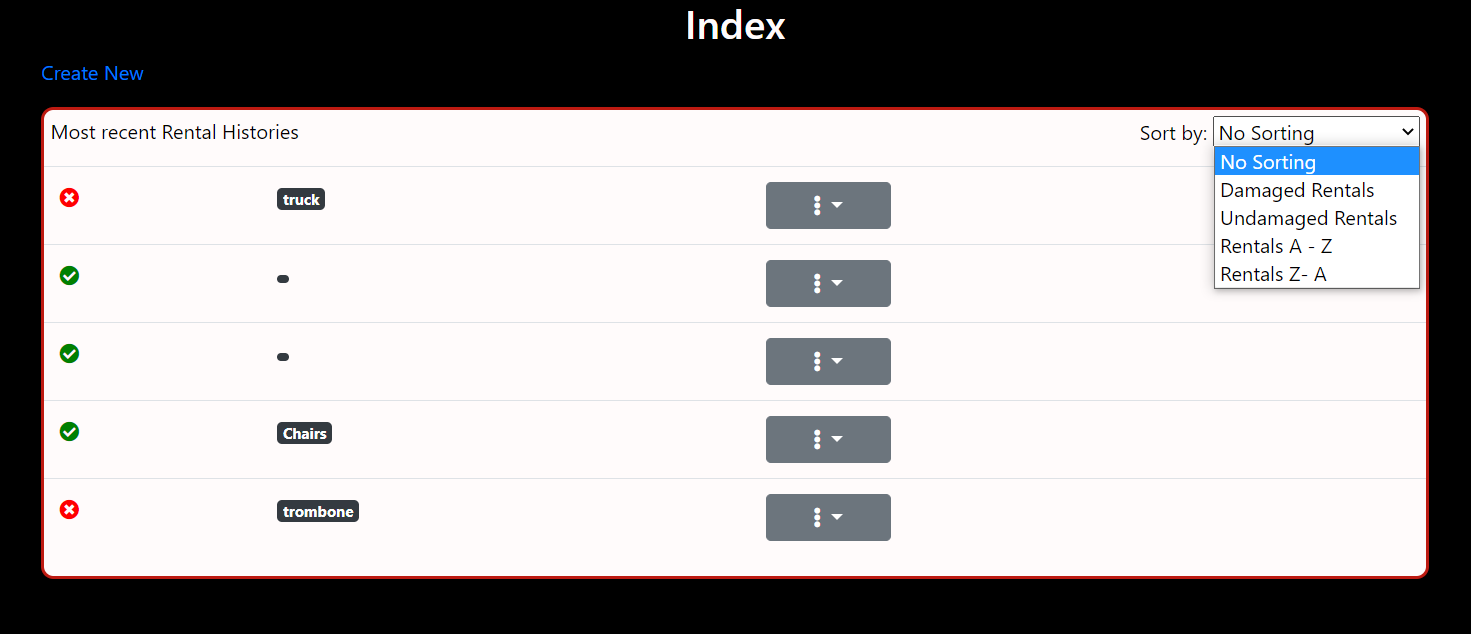 Index
Create New
Most recent Rental Histories
Sort by: No Sorting
No Sorting
Damaged Rentals
Undamaged Rentals
Rentals A - Z
Rentals Z- A
truck
Chairs
trombone